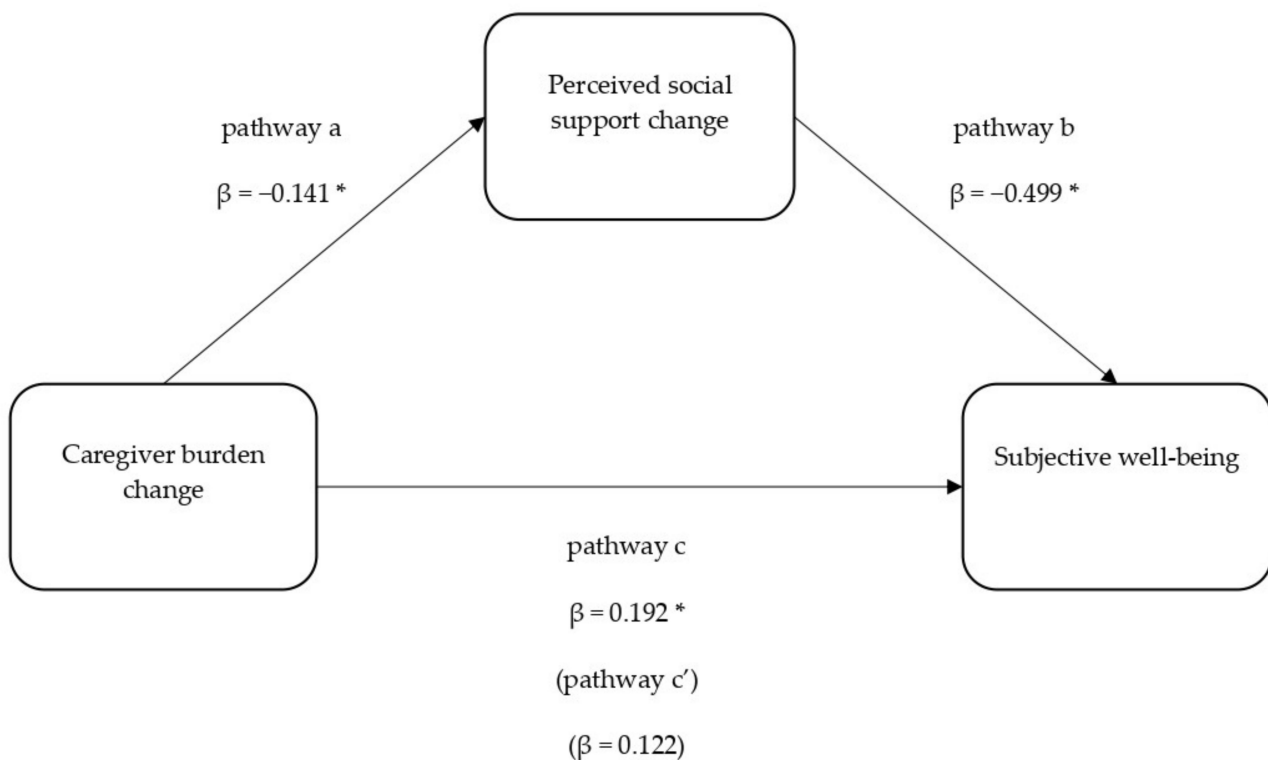 Perceived social
support change
pathway a
β = −0.141 *
pathway b
β = −0.499 *
Caregiver burden
change
Subjective well-being
pathway c
β = 0.192 *
(pathway c’)
(β = 0.122)